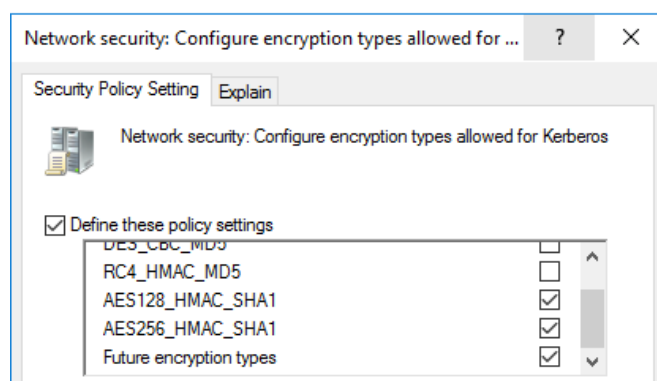 Network security: Configure encryption types allowed for ... ? ×
Security Policy Setting Explain
Network security: Configure encryption types allowed for Kerberos
Define these policy settings
DES_CBC_MD5
RC4_HMAC_MD5
AES128_HMAC_SHA1
AES256_HMAC_SHA1
Future encryption types